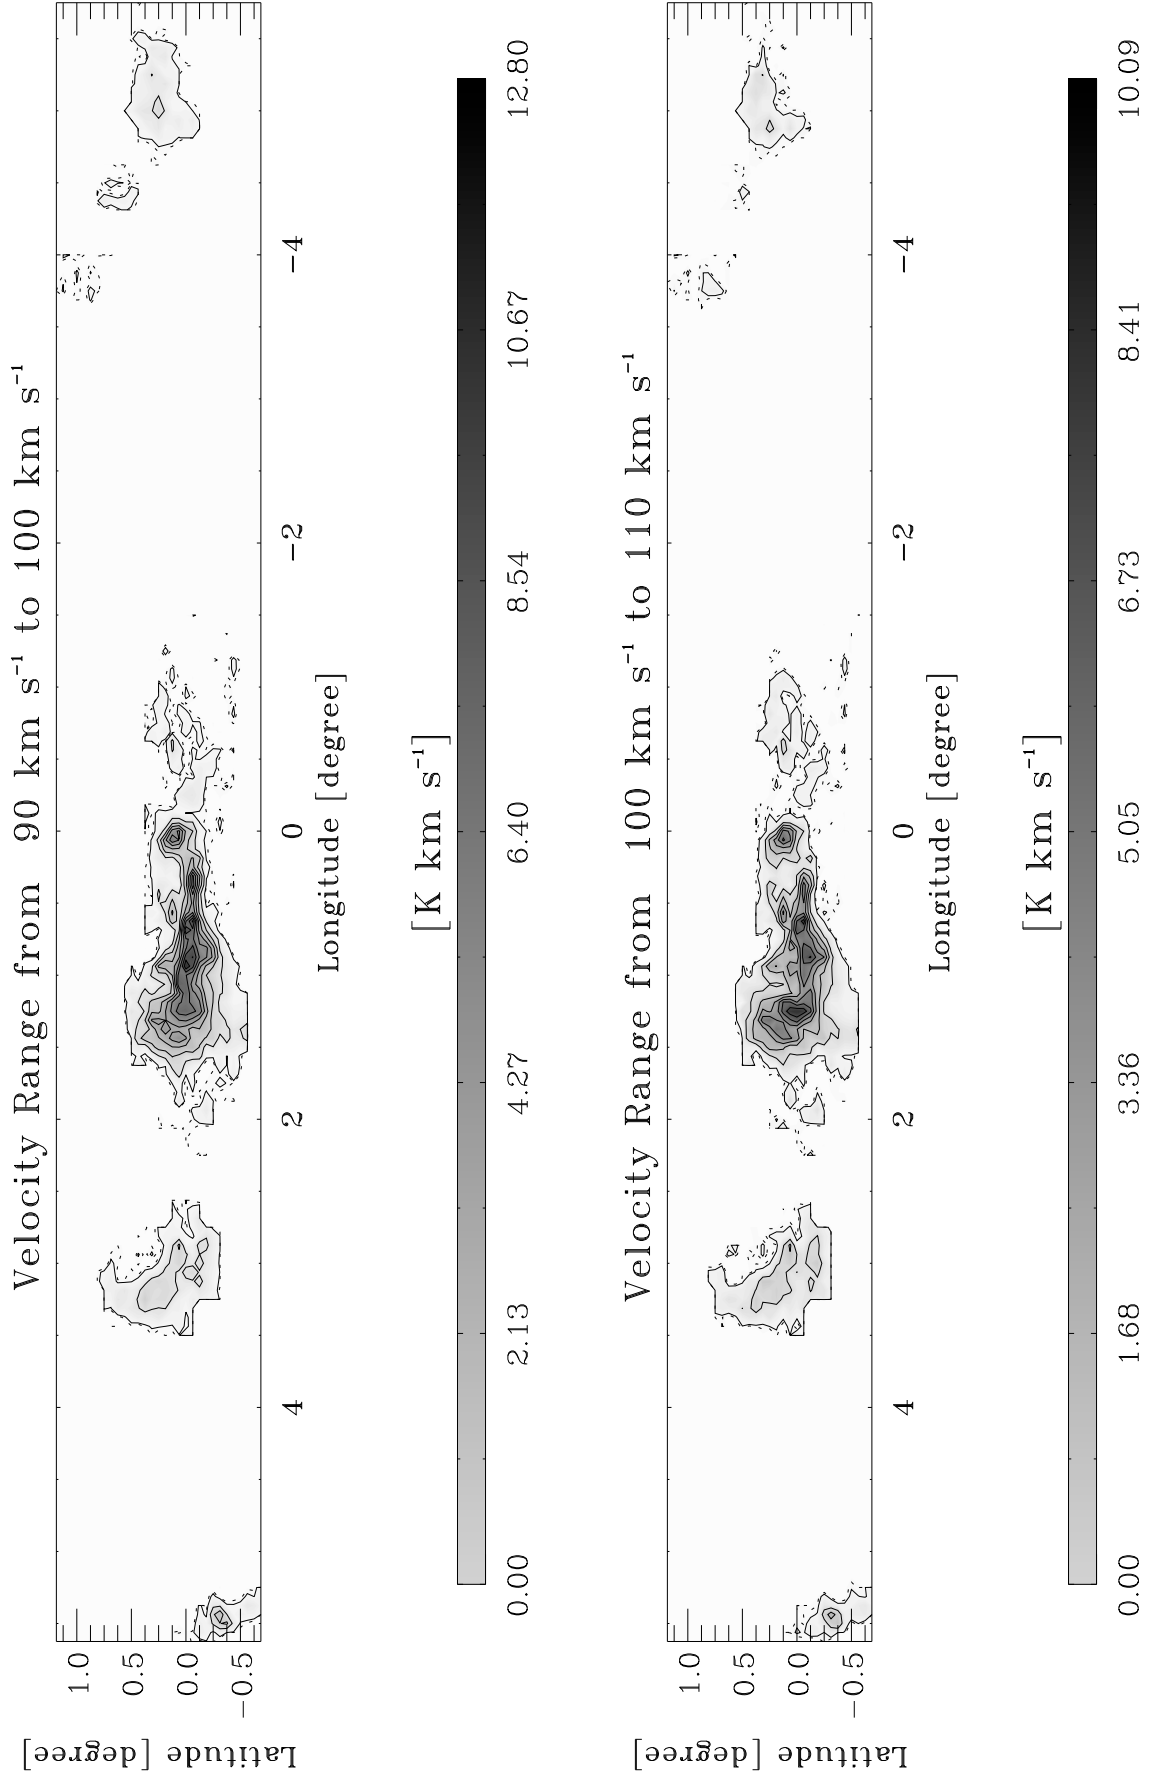 Velocity Range from 90 km s⁻¹ to 100 km s⁻¹
1.0
0.5
0.0
−0.5
Latitude [degree]
4 2 0 −2 −4
Longitude [degree]
[K km s⁻¹]
0.00 2.13 4.27 6.40 8.54 10.67 12.80
Velocity Range from 100 km s⁻¹ to 110 km s⁻¹
1.0
0.5
0.0
−0.5
Latitude [degree]
4 2 0 −2 −4
Longitude [degree]
[K km s⁻¹]
0.00 1.68 3.36 5.05 6.73 8.41 10.09